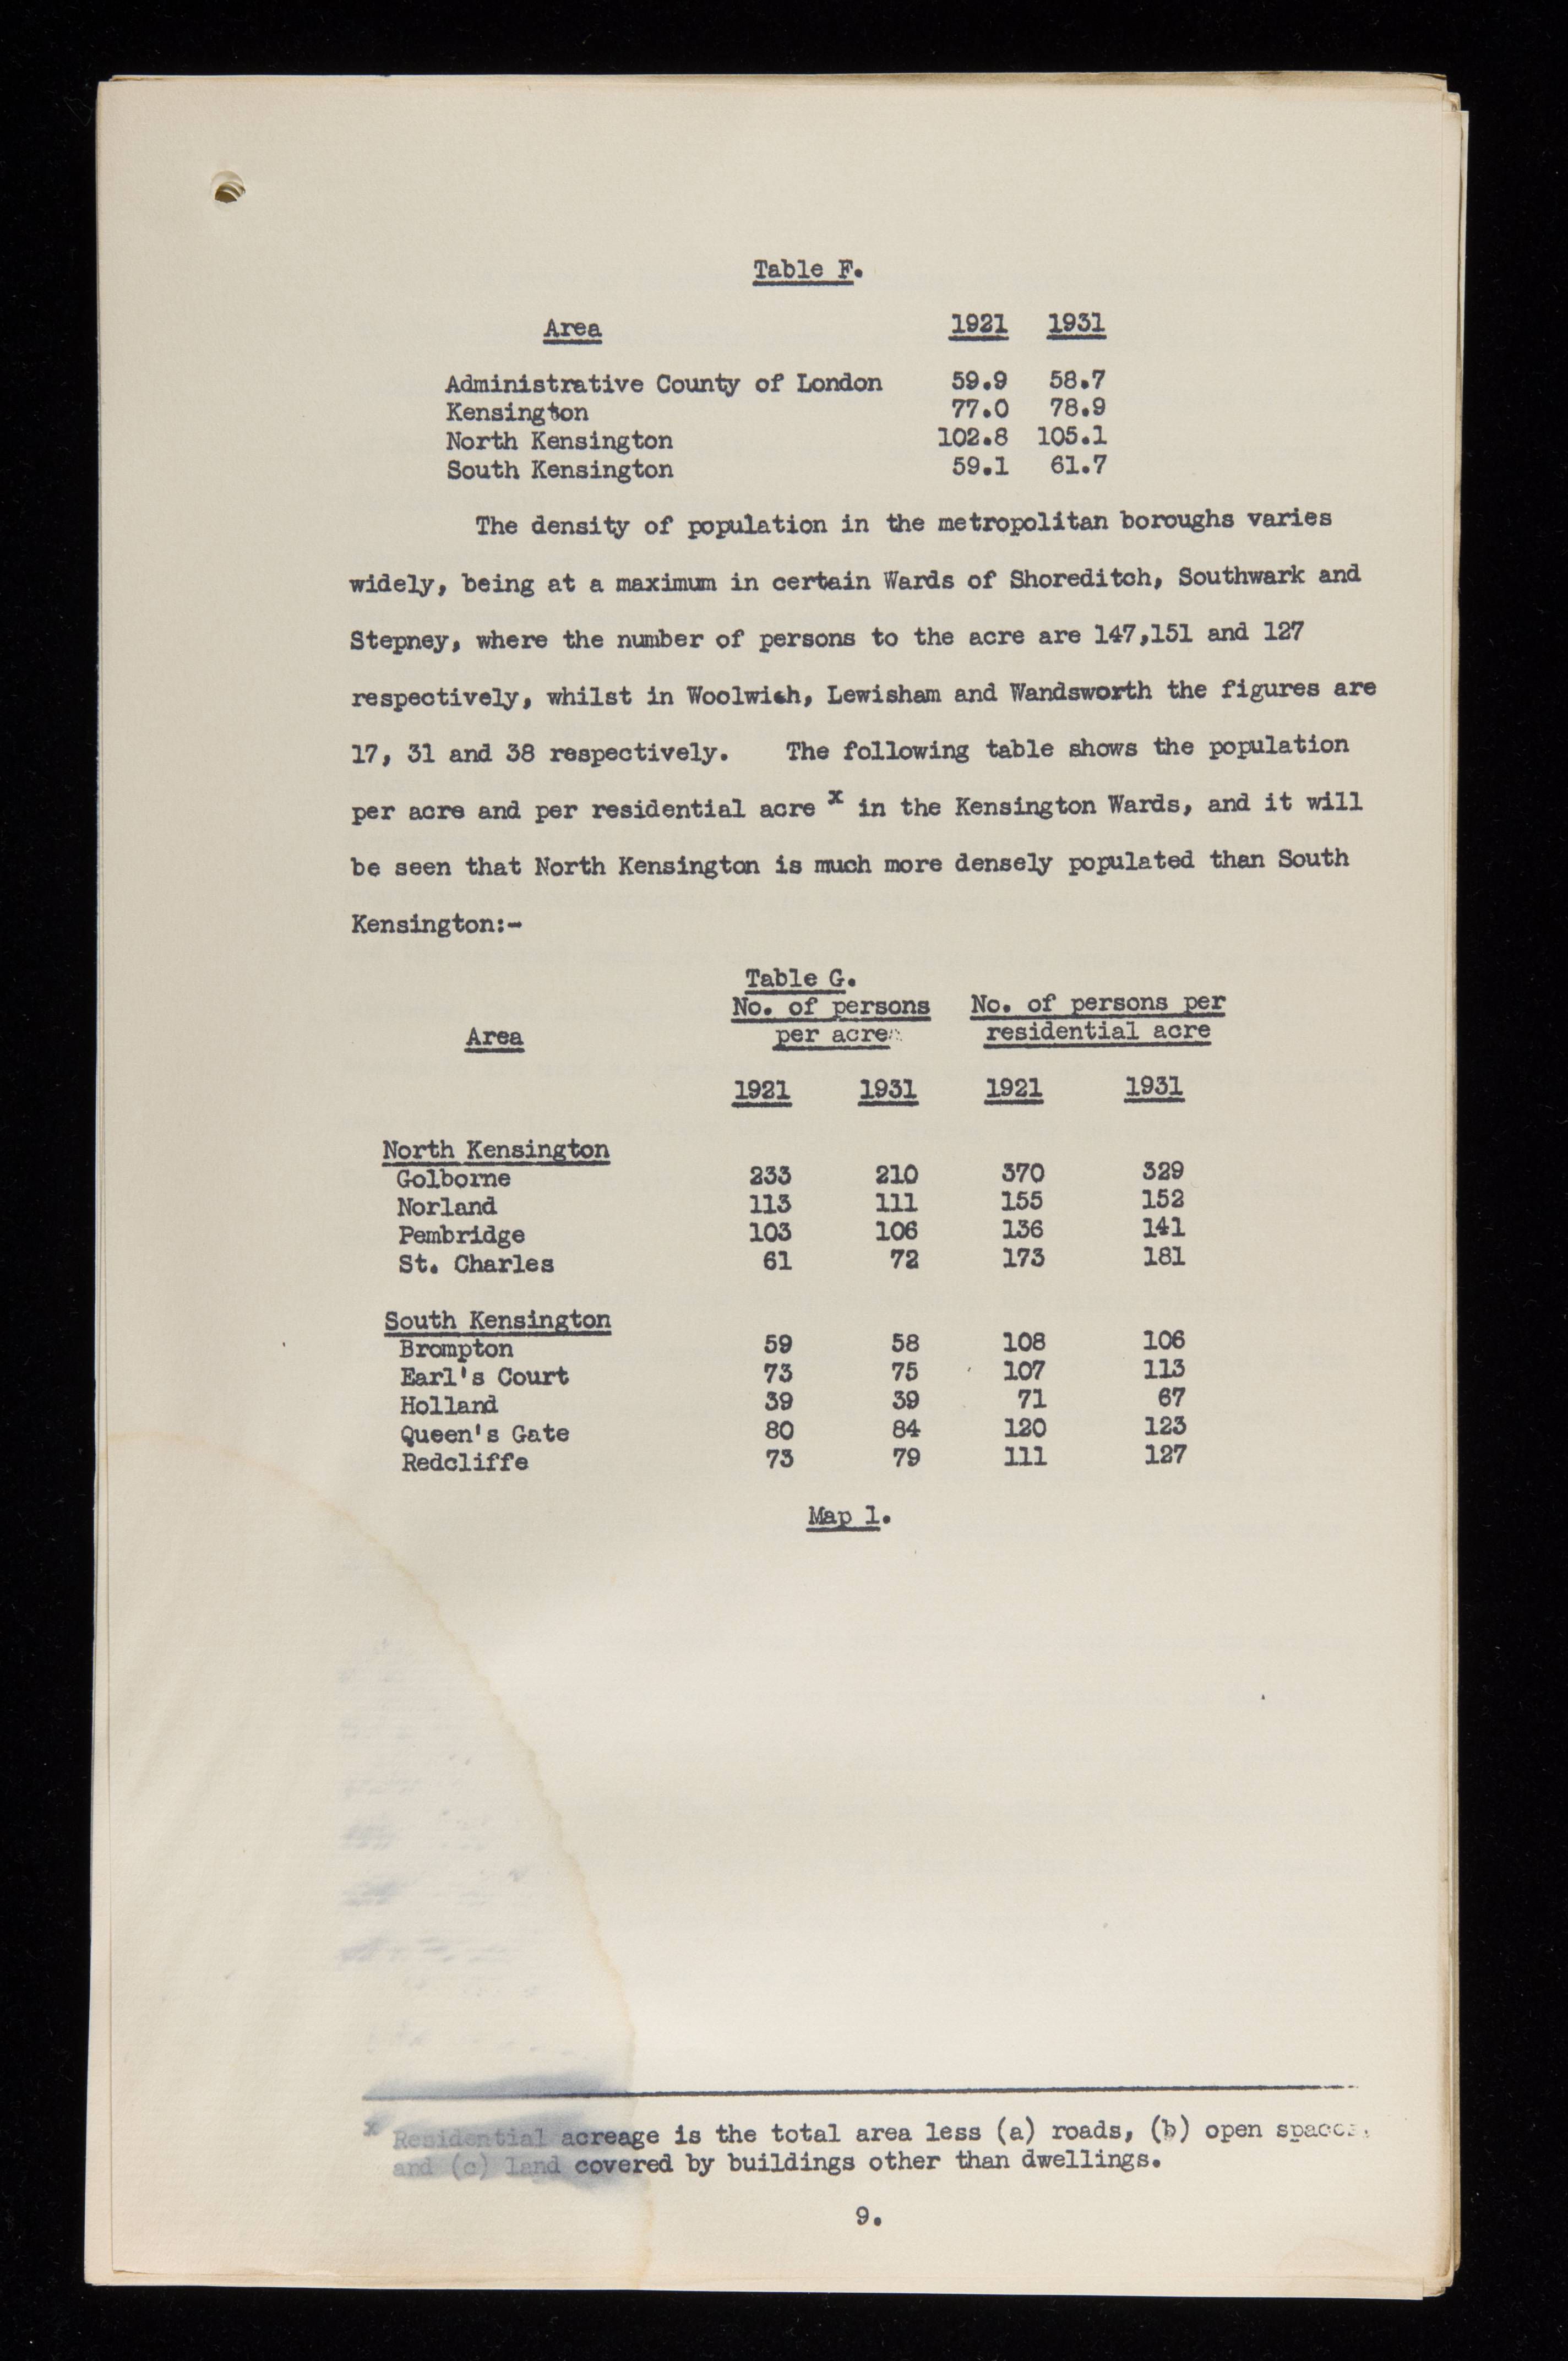 Table F.
Area 1921 1931
Administrative County of London 59.9 58.7
Kensington 77.0 78.9
North Kensington 102.8 105.1
South Kensington 59.1 61.7
The density of population in the metropolitan boroughs varies
widely, being at a maximum in certain Wards of Shoreditch, Southwark and
Stepney, where the number of persons to the acre are 147,151 and 127
respectively, whilst in Woolwich, Lewisham and Wandsworth the figures are
17, 31 and 38 respectively. The following table shows the population
per acre and per residential acre x in the Kensington Wards, and it will
be seen that North Kensington is much more densely populated than South
Kensington:-
Table G.
No. of persons No. of persons per
Area per acre residential acre
1921 1931 1921 1931
North Kensington
Golborne 233 210 370 329
Norland 113 111 155 152
Pembridge 103 106 136 141
St. Charles 61 72 173 181
South Kensington
Brompton 59 58 108 106
Earl's Court 73 75 107 113
Holland 39 39 71 67
Queen's Gate 80 84 120 123
Redcliffe 73 79 111 127
Map 1.
x Residential acreage is the total area less (a) roads, (b) open spaces,
and (c) land covered by buildings other than dwellings.
9.